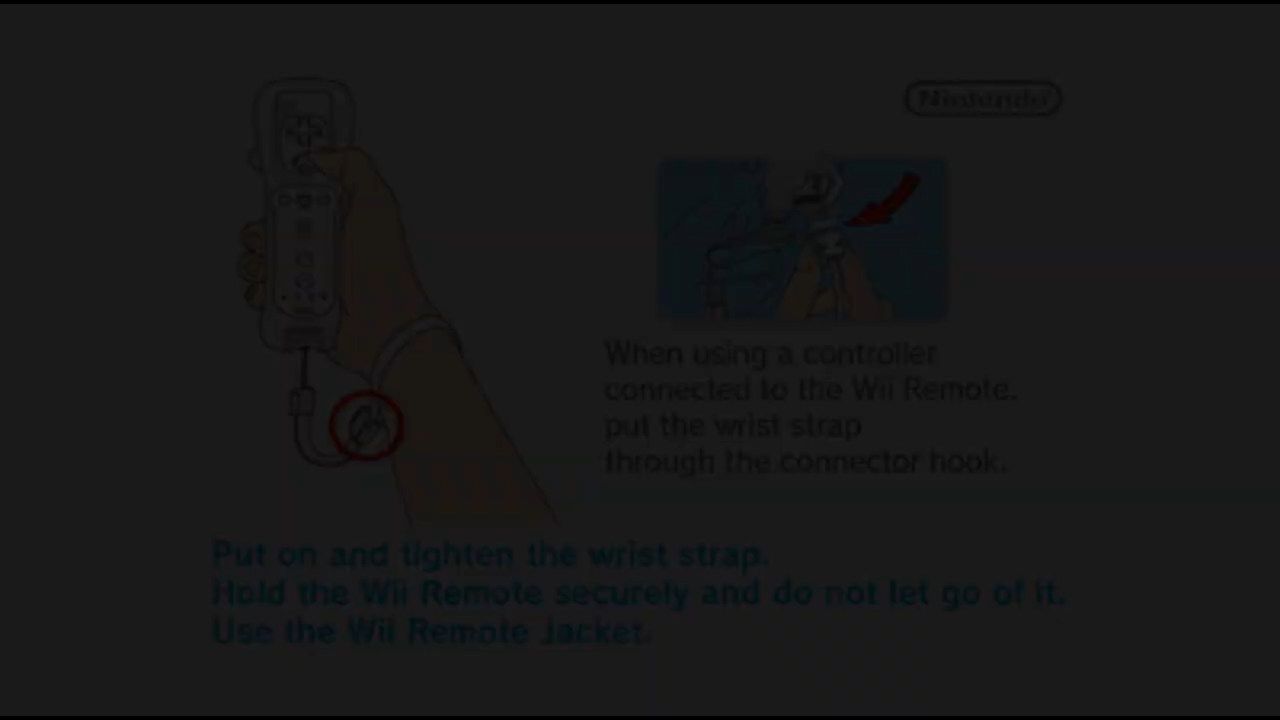 Nintendo
When using a controller
connected to the Wii Remote,
put the wrist strap
through the connector hook.
Put on and tighten the wrist strap.
Hold the Wii Remote securely and do not let go of it.
Use the Wii Remote Jacket.